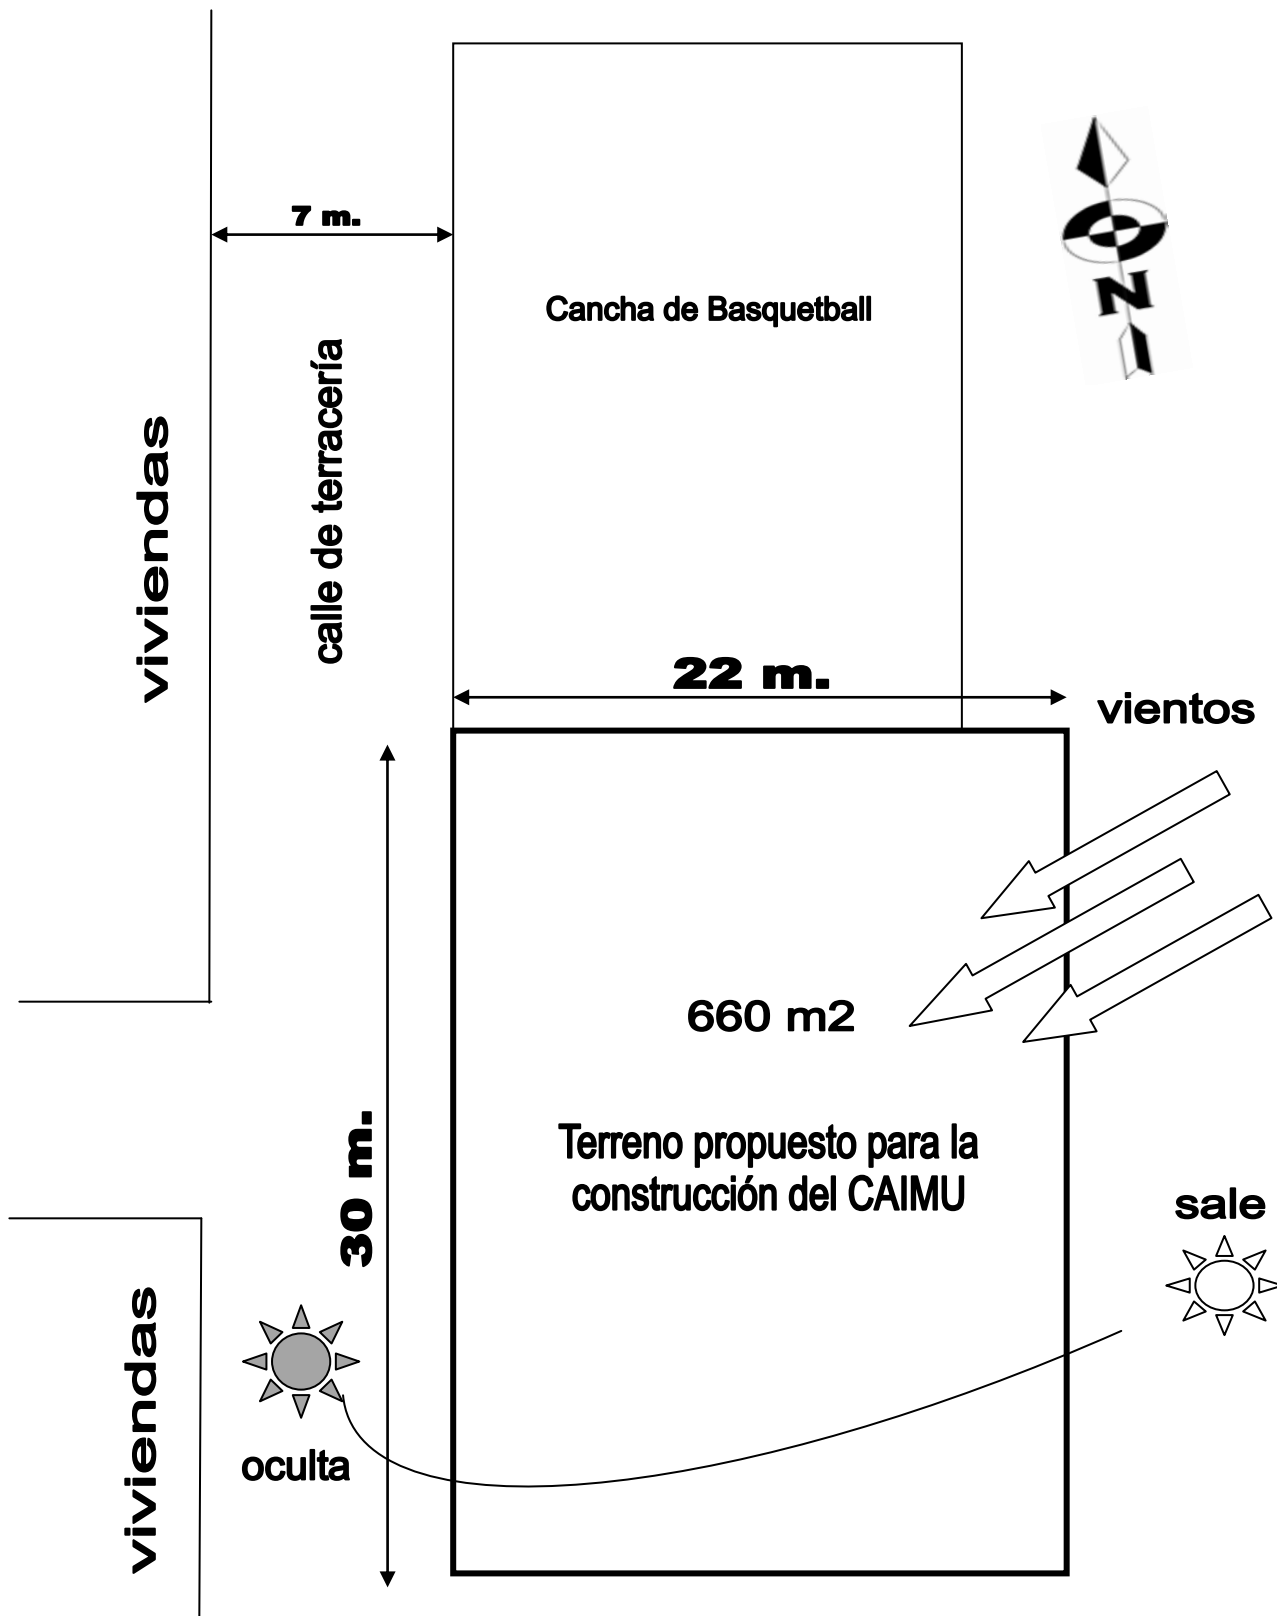 7 m.
Cancha de Basquetball
N
calle de terracería
viviendas
22 m.
vientos
660 m2
30 m.
Terreno propuesto para la
construcción del CAIMU
sale
oculta
viviendas